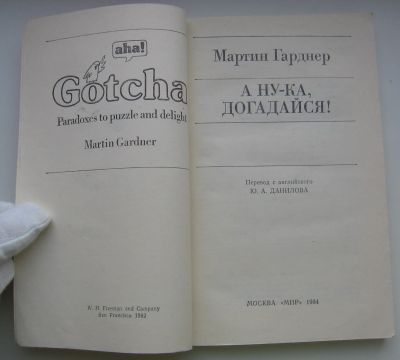 aha!
Gotcha
Paradoxes to puzzle and delight
Martin Gardner
W. H. Freeman and Company
San Francisco 1982
Мартин Гарднер
А НУ-КА,
ДОГАДАЙСЯ!
Перевод с английского
Ю. А. ДАНИЛОВА
МОСКВА «МИР» 1984